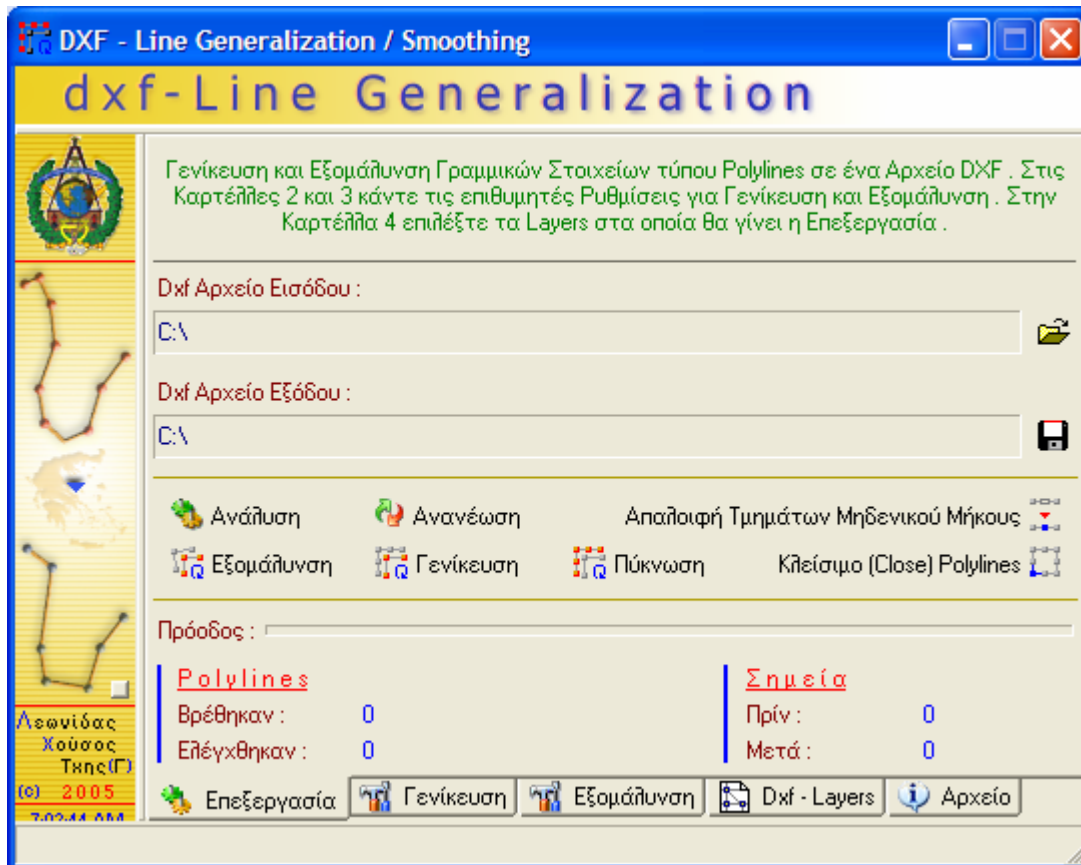 DXF - Line Generalization / Smoothing
dxf-Line Generalization
Γενίκευση και Εξομάλυνση Γραμμικών Στοιχείων τύπου Polylines σε ένα Αρχείο DXF . Στις
Καρτέλλες 2 και 3 κάντε τις επιθυμητές Ρυθμίσεις για Γενίκευση και Εξομάλυνση . Στην
Καρτέλλα 4 επιλέξτε τα Layers στα οποία θα γίνει η Επεξεργασία .
Dxf Αρχείο Εισόδου :
C:\
Dxf Αρχείο Εξόδου :
C:\
Ανάλυση Ανανέωση Απαλοιφή Τμημάτων Μηδενικού Μήκους
Εξομάλυνση Γενίκευση Πύκνωση Κλείσιμο (Close) Polylines
Πρόοδος :
Polylines
Βρέθηκαν : 0
Ελέγχθηκαν : 0
Σημεία
Πρίν : 0
Μετά : 0
Λεωνίδας
Χούσος
Τχης(Γ)
(c) 2005
7:02:44 AM
Επεξεργασία Γενίκευση Εξομάλυνση Dxf - Layers Αρχείο